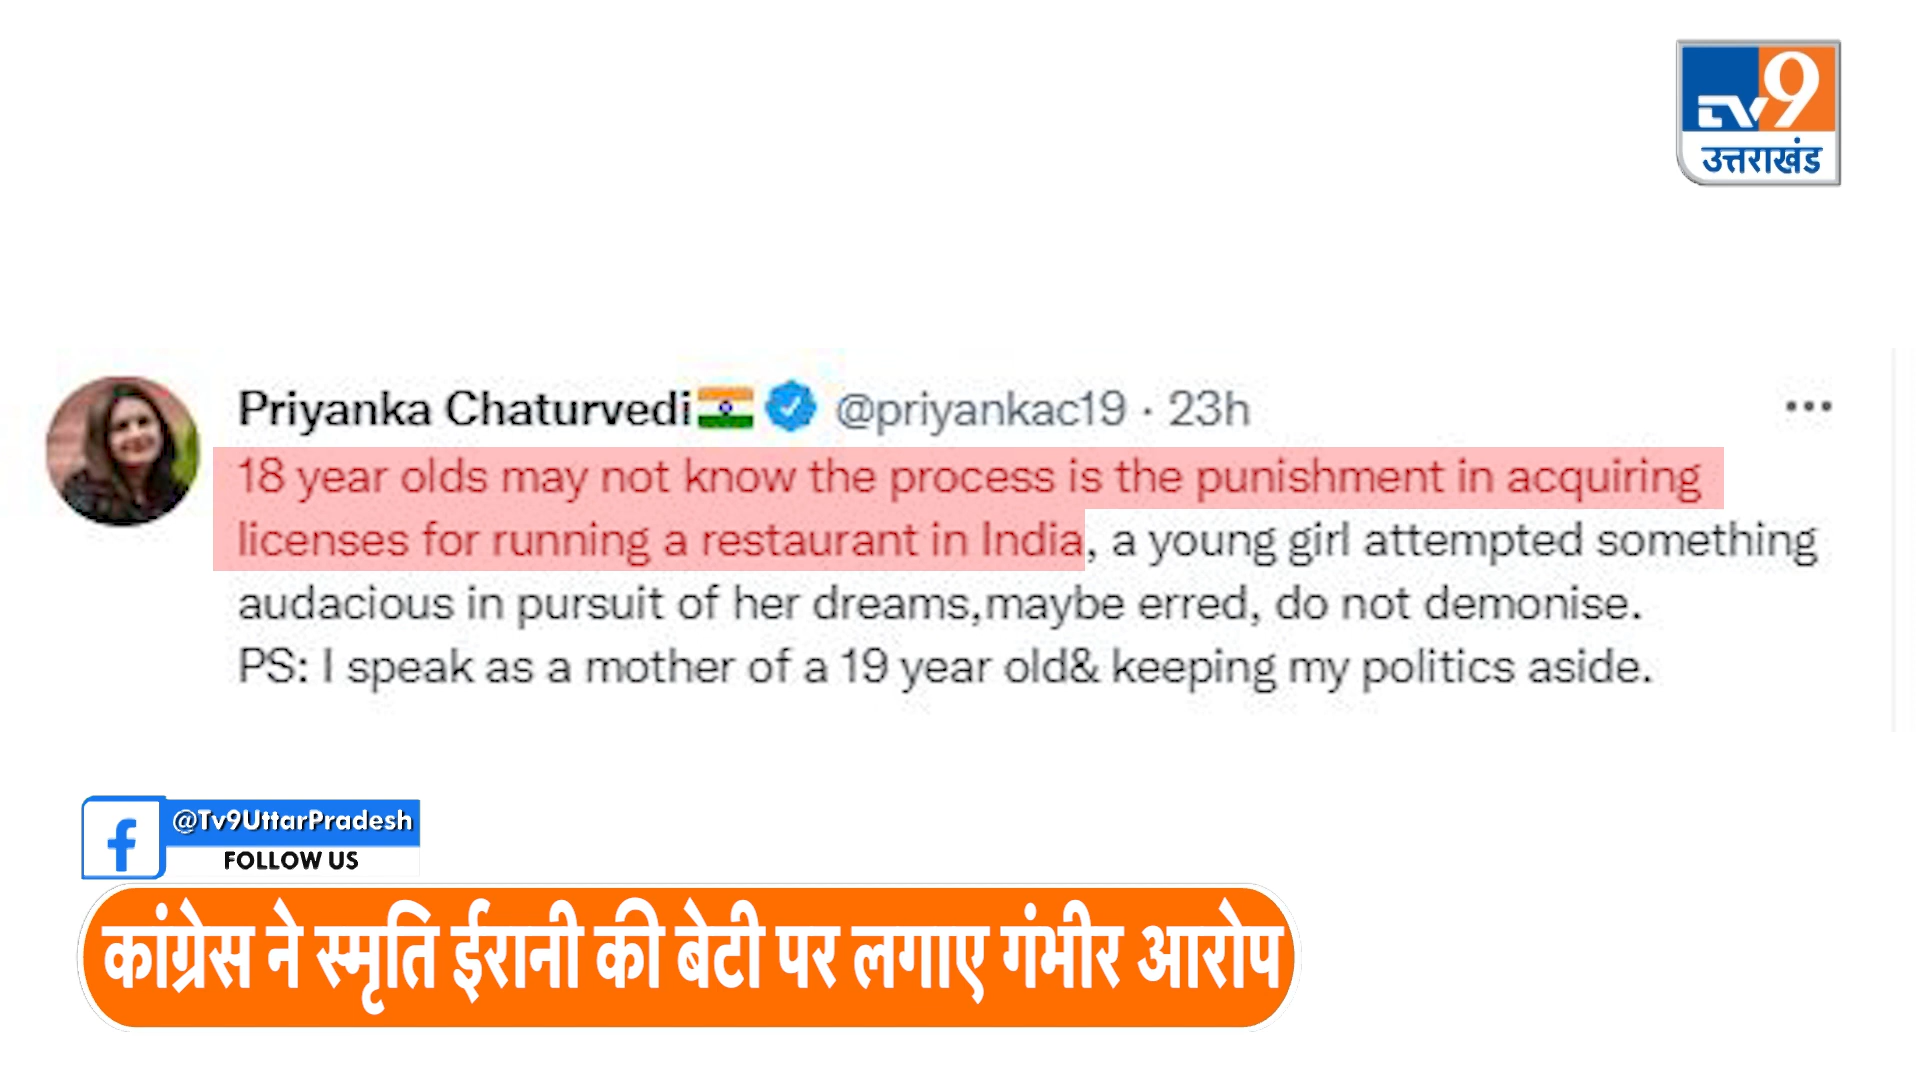 TV9
उत्तराखंड
Priyanka Chaturvedi @priyankac19 · 23h
18 year olds may not know the process is the punishment in acquiring
licenses for running a restaurant in India, a young girl attempted something
audacious in pursuit of her dreams,maybe erred, do not demonise.
PS: I speak as a mother of a 19 year old& keeping my politics aside.
@Tv9UttarPradesh
FOLLOW US
कांग्रेस ने स्मृति ईरानी की बेटी पर लगाए गंभीर आरोप